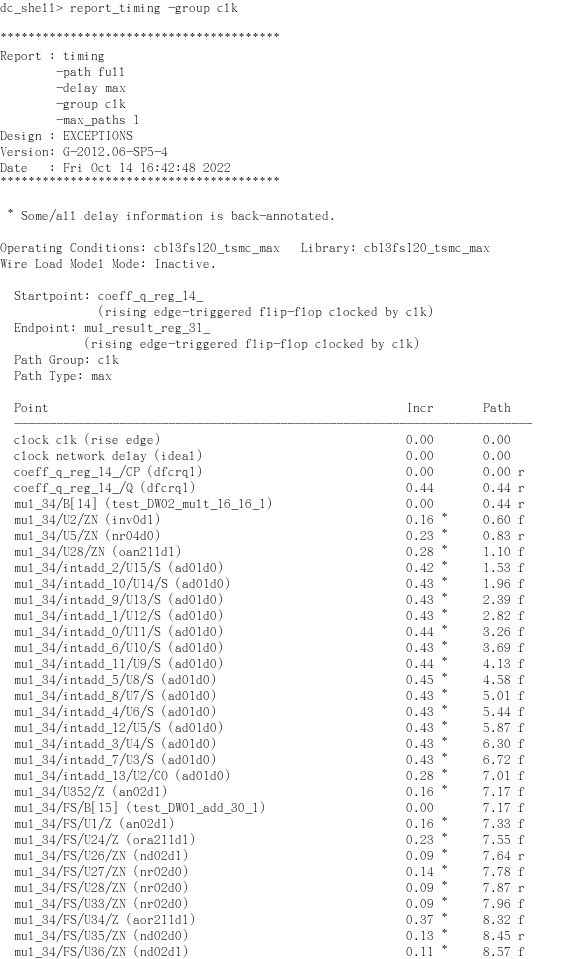 dc_shell> report_timing -group clk
****************************************
Report : timing
-path full
-delay max
-group clk
-max_paths 1
Design : EXCEPTIONS
Version: G-2012.06-SP5-4
Date   : Fri Oct 14 16:42:48 2022
****************************************
* Some/all delay information is back-annotated.
Operating Conditions: cb13fs120_tsmc_max   Library: cb13fs120_tsmc_max
Wire Load Model Mode: Inactive.
Startpoint: coeff_q_reg_14_
(rising edge-triggered flip-flop clocked by clk)
Endpoint: mul_result_reg_31_
(rising edge-triggered flip-flop clocked by clk)
Path Group: clk
Path Type: max
Point                                                   Incr       Path
--------------------------------------------------------------------------
clock clk (rise edge)                                   0.00       0.00
clock network delay (ideal)                             0.00       0.00
coeff_q_reg_14_/CP (dfcrq1)                             0.00       0.00 r
coeff_q_reg_14_/Q (dfcrq1)                              0.44       0.44 r
mul_34/B[14] (test_DW02_mult_16_16_1)                   0.00       0.44 r
mul_34/U2/ZN (inv0d1)                                   0.16 *     0.60 f
mul_34/U5/ZN (nr04d0)                                   0.23 *     0.83 r
mul_34/U28/ZN (oan211d1)                                0.28 *     1.10 f
mul_34/intadd_2/U15/S (ad01d0)                          0.42 *     1.53 f
mul_34/intadd_10/U14/S (ad01d0)                         0.43 *     1.96 f
mul_34/intadd_9/U13/S (ad01d0)                          0.43 *     2.39 f
mul_34/intadd_1/U12/S (ad01d0)                          0.43 *     2.82 f
mul_34/intadd_0/U11/S (ad01d0)                          0.44 *     3.26 f
mul_34/intadd_6/U10/S (ad01d0)                          0.43 *     3.69 f
mul_34/intadd_11/U9/S (ad01d0)                          0.44 *     4.13 f
mul_34/intadd_5/U8/S (ad01d0)                           0.45 *     4.58 f
mul_34/intadd_8/U7/S (ad01d0)                           0.43 *     5.01 f
mul_34/intadd_4/U6/S (ad01d0)                           0.43 *     5.44 f
mul_34/intadd_12/U5/S (ad01d0)                          0.43 *     5.87 f
mul_34/intadd_3/U4/S (ad01d0)                           0.43 *     6.30 f
mul_34/intadd_7/U3/S (ad01d0)                           0.43 *     6.72 f
mul_34/intadd_13/U2/CO (ad01d0)                         0.28 *     7.01 f
mul_34/U352/Z (an02d1)                                  0.16 *     7.17 f
mul_34/FS/B[15] (test_DW01_add_30_1)                    0.00       7.17 f
mul_34/FS/U1/Z (an02d1)                                 0.16 *     7.33 f
mul_34/FS/U24/Z (ora211d1)                              0.23 *     7.55 f
mul_34/FS/U26/ZN (nd02d1)                               0.09 *     7.64 r
mul_34/FS/U27/ZN (nr02d0)                               0.14 *     7.78 f
mul_34/FS/U28/ZN (nr02d0)                               0.09 *     7.87 r
mul_34/FS/U33/ZN (nr02d0)                               0.09 *     7.96 f
mul_34/FS/U34/Z (aor211d1)                              0.37 *     8.32 f
mul_34/FS/U35/ZN (nd02d0)                               0.13 *     8.45 r
mul_34/FS/U36/ZN (nd02d1)                               0.11 *     8.57 f